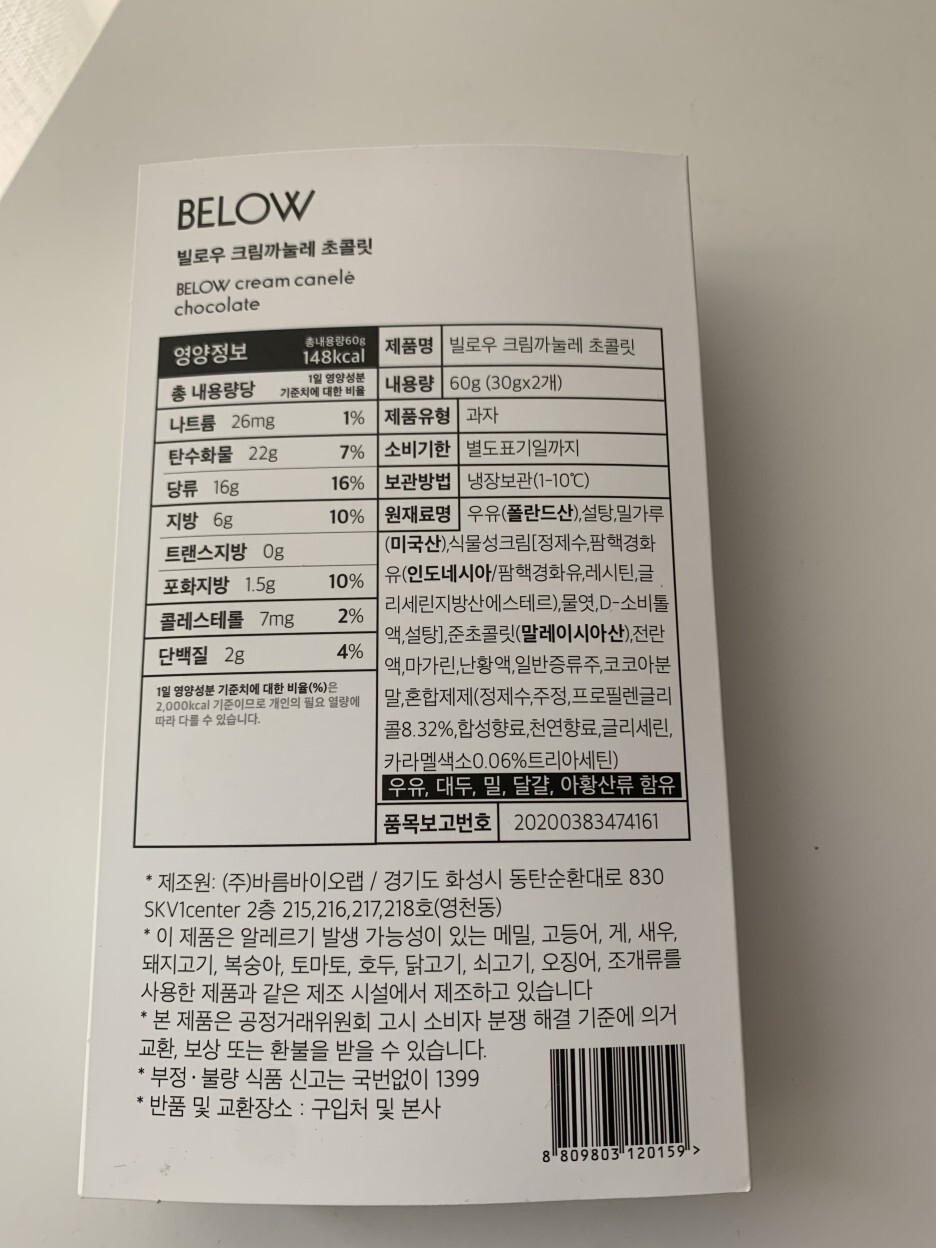 BELOW
빌로우 크림까눌레 초콜릿
BELOW cream canelé
chocolate
영양정보
총내용량60g
148kcal
총 내용량당
1일 영양성분
기준치에 대한 비율
나트륨 26mg 1%
탄수화물 22g 7%
당류 16g 16%
지방 6g 10%
트랜스지방 0g
포화지방 1.5g 10%
콜레스테롤 7mg 2%
단백질 2g 4%
1일 영양성분 기준치에 대한 비율(%)은
2,000kcal 기준이므로 개인의 필요 열량에
따라 다를 수 있습니다.
제품명 빌로우 크림까눌레 초콜릿
내용량 60g (30gx2개)
제품유형 과자
소비기한 별도표기일까지
보관방법 냉장보관(1-10℃)
원재료명 우유(폴란드산),설탕,밀가루
(미국산),식물성크림[정제수,팜핵경화
유(인도네시아/팜핵경화유,레시틴,글
리세린지방산에스테르),물엿,D-소비톨
액,설탕],준초콜릿(말레이시아산),전란
액,마가린,난황액,일반증류주,코코아분
말,혼합제제(정제수,주정,프로필렌글리
콜8.32%,합성향료,천연향료,글리세린,
카라멜색소0.06%트리아세틴)
우유, 대두, 밀, 달걀, 아황산류 함유
품목보고번호 20200383474161
* 제조원: (주)바름바이오랩 / 경기도 화성시 동탄순환대로 830
SKV1center 2층 215,216,217,218호(영천동)
* 이 제품은 알레르기 발생 가능성이 있는 메밀, 고등어, 게, 새우,
돼지고기, 복숭아, 토마토, 호두, 닭고기, 쇠고기, 오징어, 조개류를
사용한 제품과 같은 제조 시설에서 제조하고 있습니다
* 본 제품은 공정거래위원회 고시 소비자 분쟁 해결 기준에 의거
교환, 보상 또는 환불을 받을 수 있습니다.
* 부정·불량 식품 신고는 국번없이 1399
* 반품 및 교환장소 : 구입처 및 본사
8 809803 120159 >